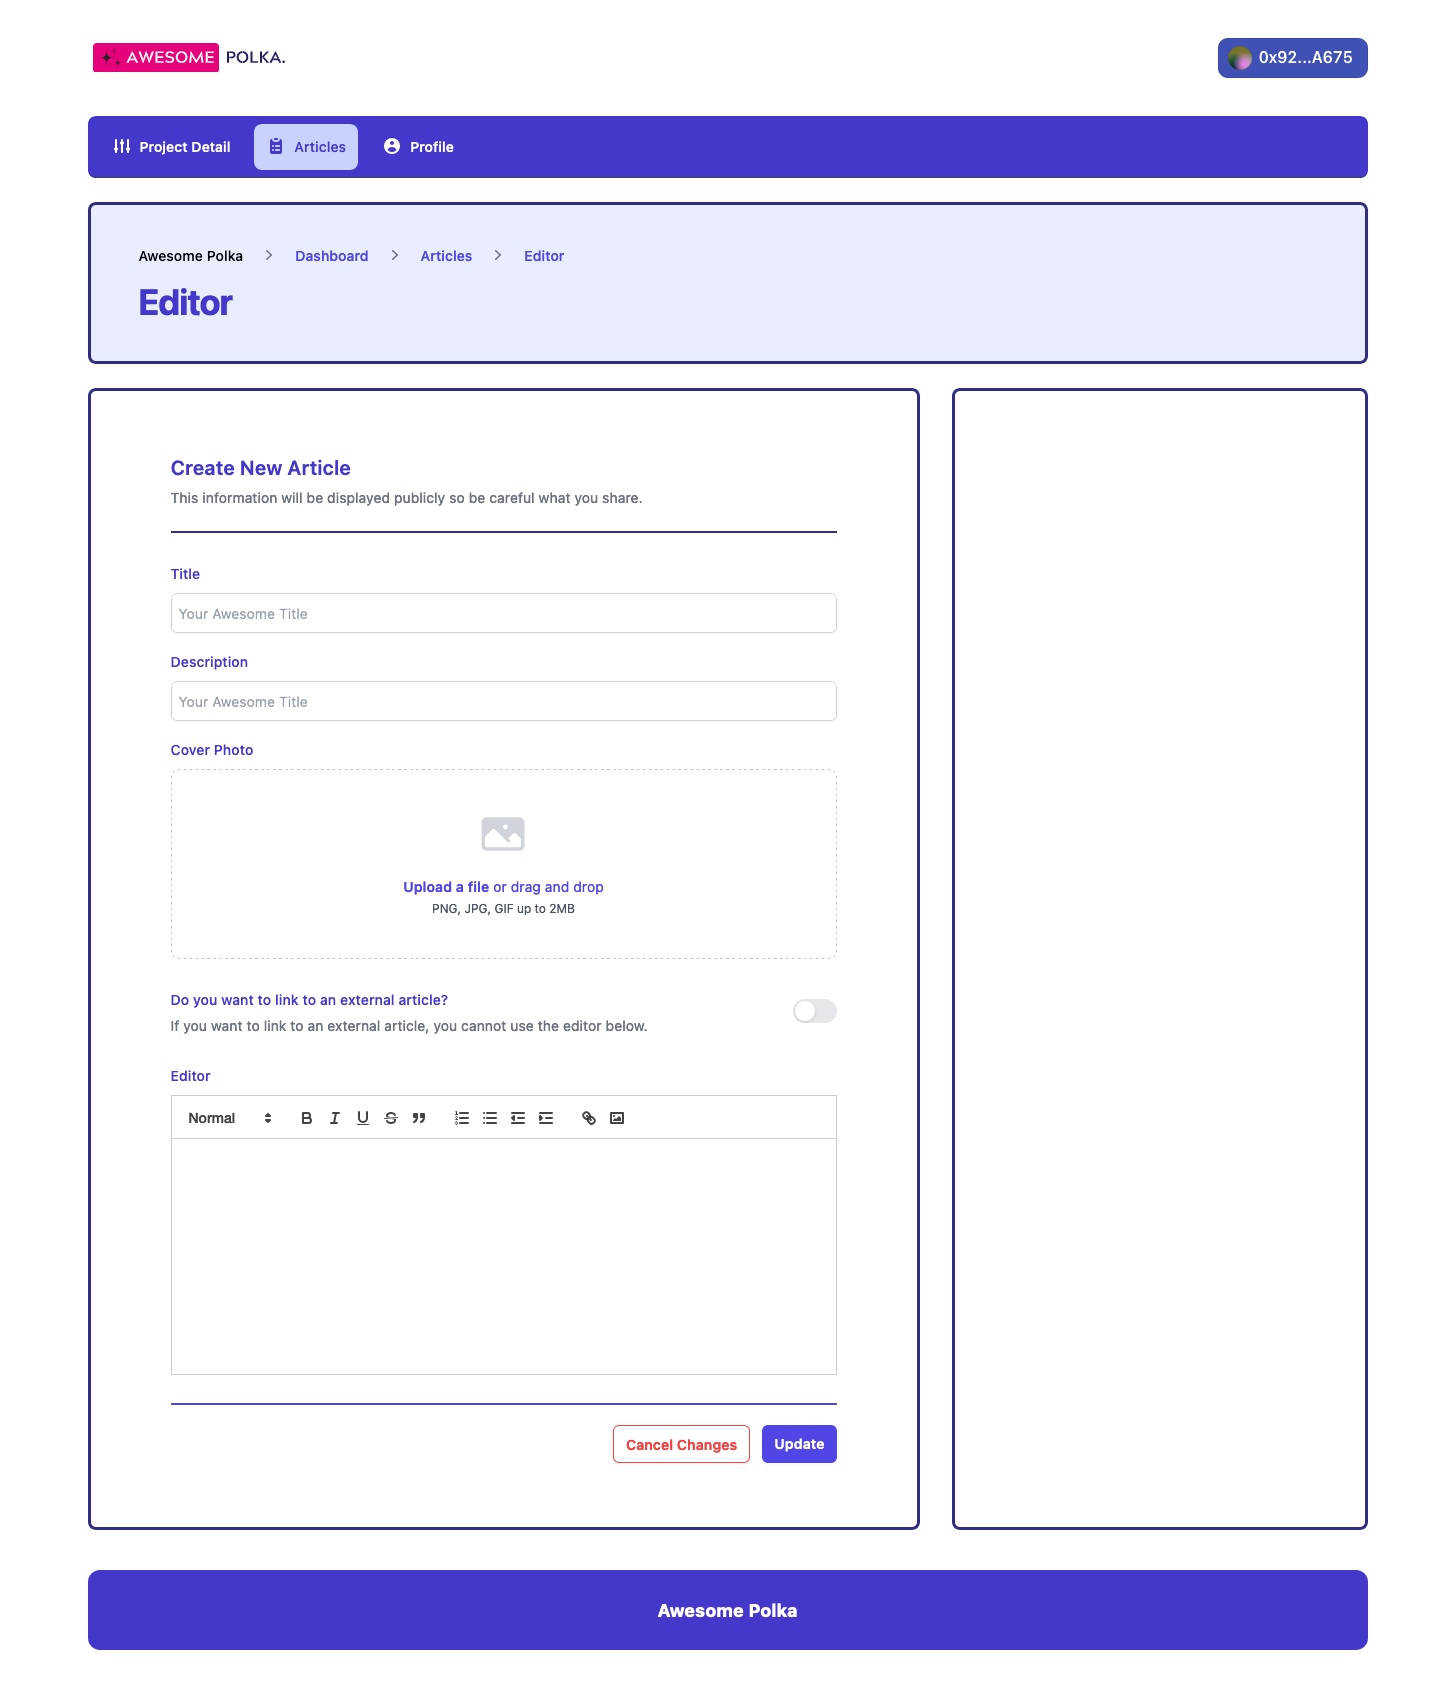 AWESOME POLKA.
0x92...A675
Project Detail Articles Profile
Awesome Polka Dashboard Articles Editor
Editor
Create New Article
This information will be displayed publicly so be careful what you share.
Title
Your Awesome Title
Description
Your Awesome Title
Cover Photo
Upload a file or drag and drop
PNG, JPG, GIF up to 2MB
Do you want to link to an external article?
If you want to link to an external article, you cannot use the editor below.
Editor
Normal
Cancel Changes Update
Awesome Polka